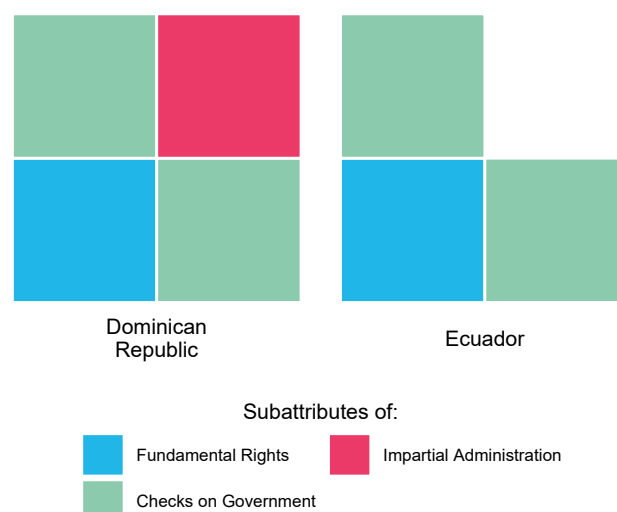 Dominican
Republic
Ecuador
Subattributes of:
Fundamental Rights
Impartial Administration
Checks on Government